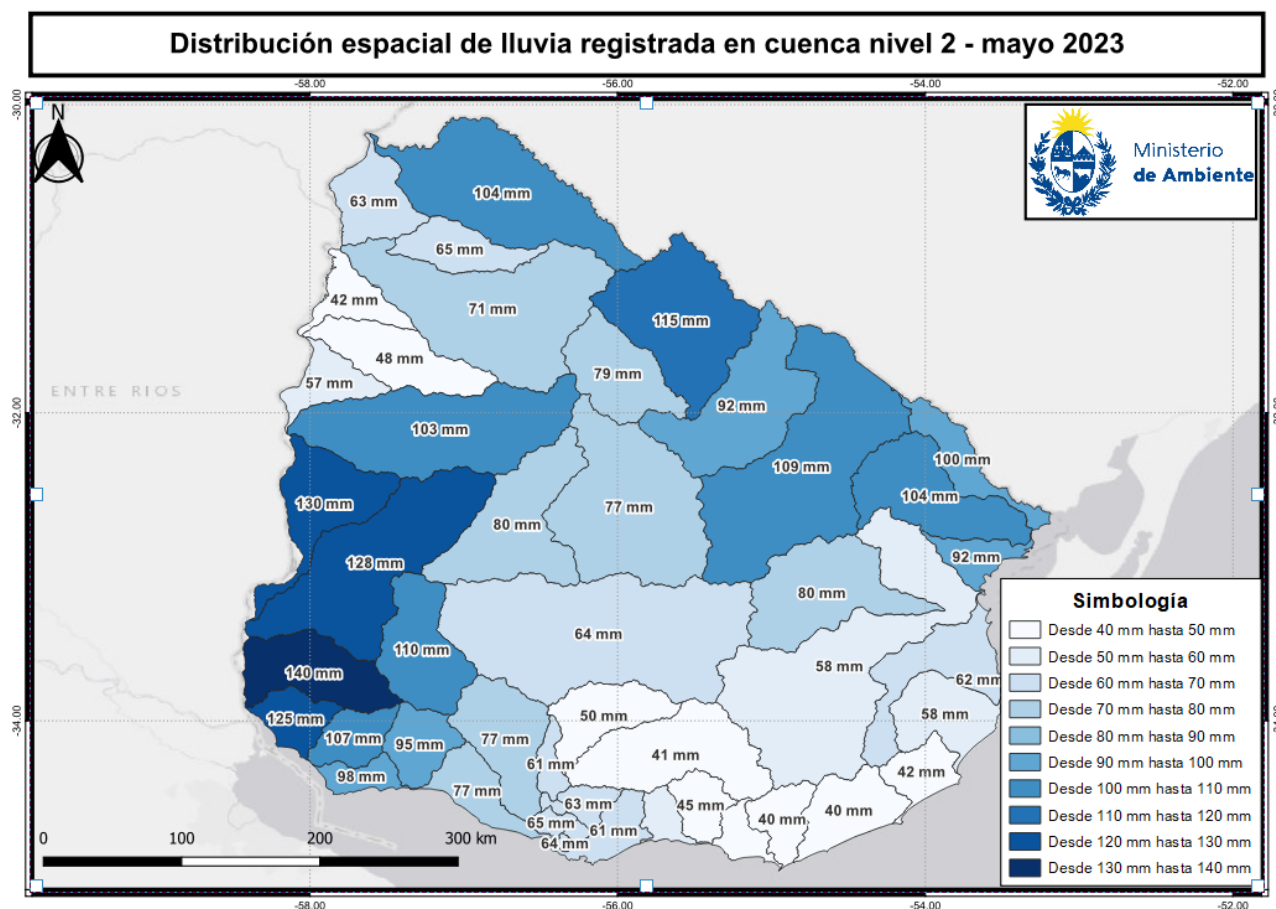 Distribución espacial de lluvia registrada en cuenca nivel 2 - mayo 2023
-58.00
-56.00
-54.00
-52.00
-30.00
N
Ministerio
de Ambiente
104 mm
63 mm
65 mm
42 mm
71 mm
115 mm
48 mm
79 mm
57 mm
ENTRE RIOS
92 mm
-32.00
103 mm
100 mm
109 mm
104 mm
130 mm
77 mm
80 mm
92 mm
128 mm
80 mm
64 mm
110 mm
58 mm
140 mm
62 mm
-34.00
125 mm
50 mm
58 mm
107 mm
95 mm
77 mm
41 mm
98 mm
61 mm
42 mm
77 mm
63 mm
45 mm
40 mm
65 mm
61 mm
40 mm
64 mm
Simbología
Desde 40 mm hasta 50 mm
Desde 50 mm hasta 60 mm
Desde 60 mm hasta 70 mm
Desde 70 mm hasta 80 mm
Desde 80 mm hasta 90 mm
Desde 90 mm hasta 100 mm
Desde 100 mm hasta 110 mm
Desde 110 mm hasta 120 mm
Desde 120 mm hasta 130 mm
Desde 130 mm hasta 140 mm
0 100 200 300 km
-58.00
-56.00
-54.00
-52.00